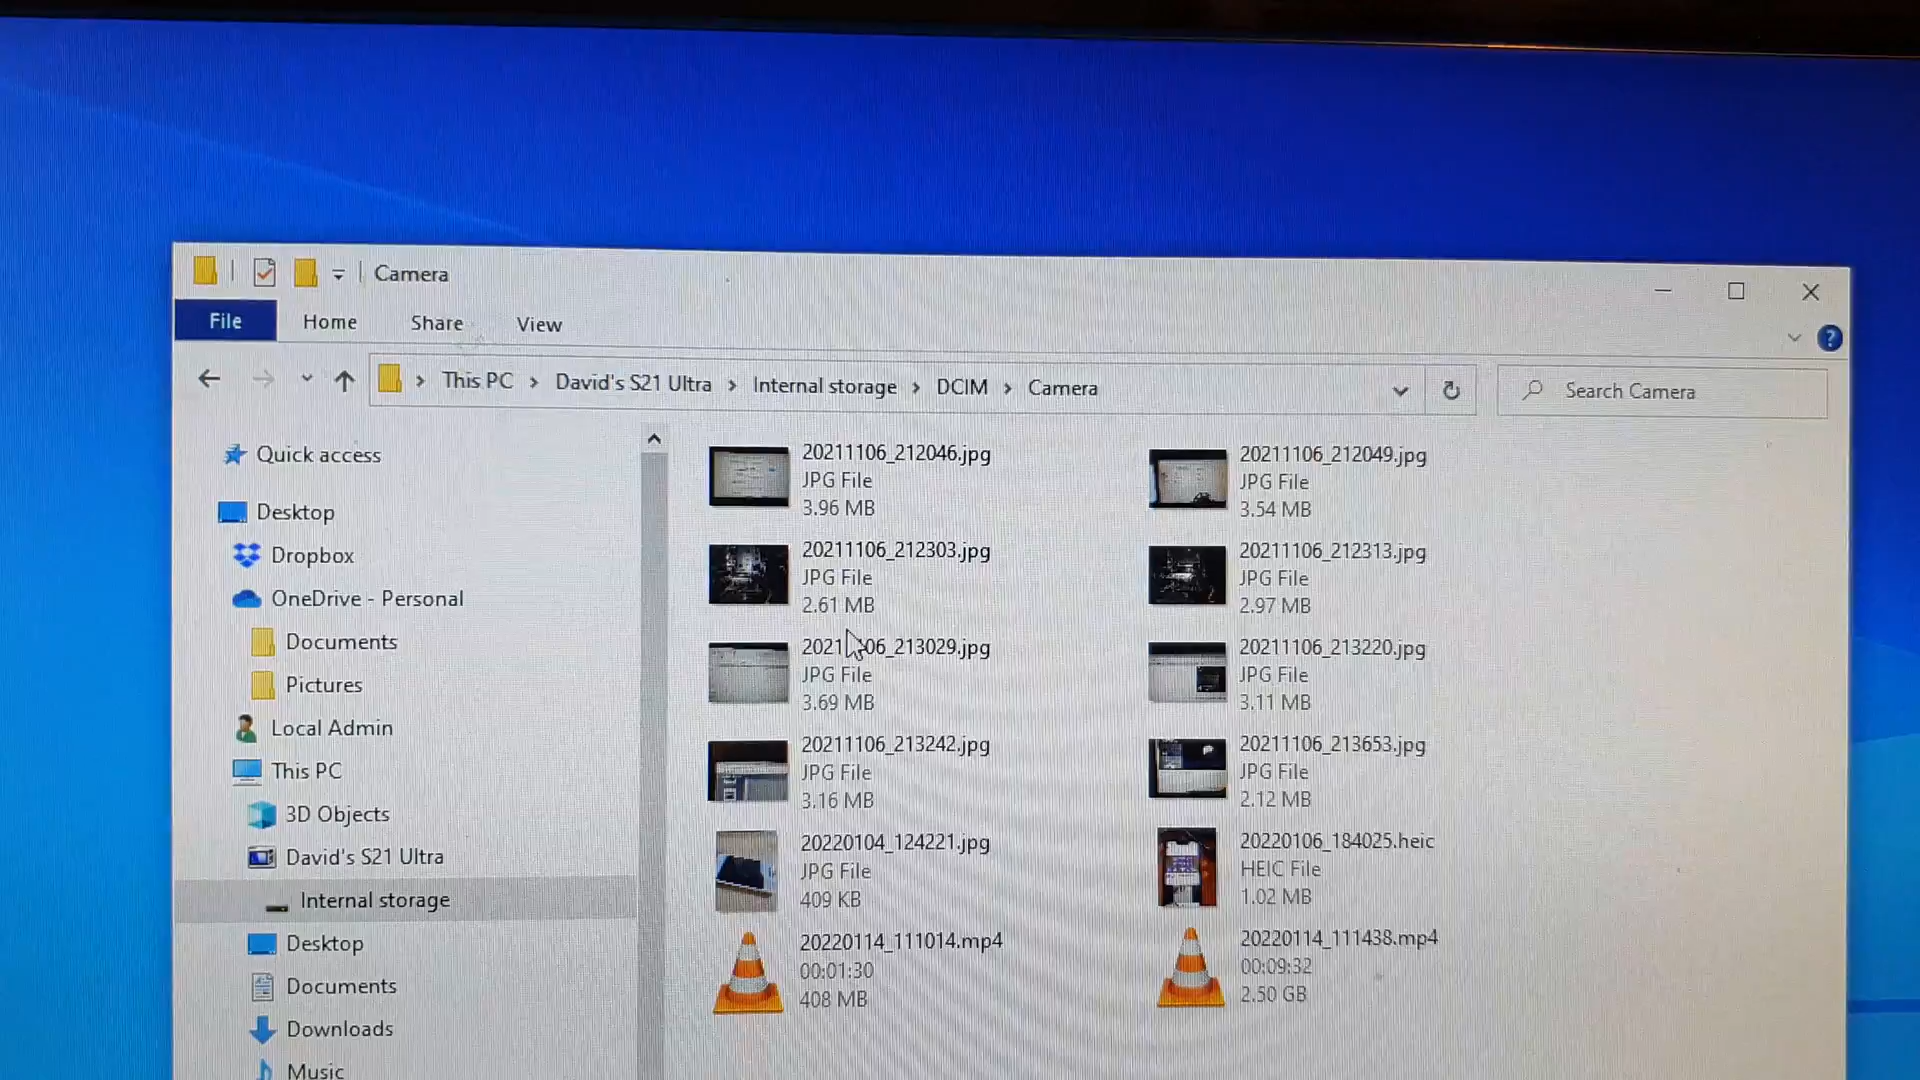 Camera
File Home Share View
This PC > David's S21 Ultra > Internal storage > DCIM > Camera
Search Camera
Quick access
Desktop
Dropbox
OneDrive - Personal
Documents
Pictures
Local Admin
This PC
3D Objects
David's S21 Ultra
Internal storage
Desktop
Documents
Downloads
Music
20211106_212046.jpg
JPG File
3.96 MB
20211106_212049.jpg
JPG File
3.54 MB
20211106_212303.jpg
JPG File
2.61 MB
20211106_212313.jpg
JPG File
2.97 MB
20211106_213029.jpg
JPG File
3.69 MB
20211106_213220.jpg
JPG File
3.11 MB
20211106_213242.jpg
JPG File
3.16 MB
20211106_213653.jpg
JPG File
2.12 MB
20220104_124221.jpg
JPG File
409 KB
20220106_184025.heic
HEIC File
1.02 MB
20220114_111014.mp4
00:01:30
408 MB
20220114_111438.mp4
00:09:32
2.50 GB